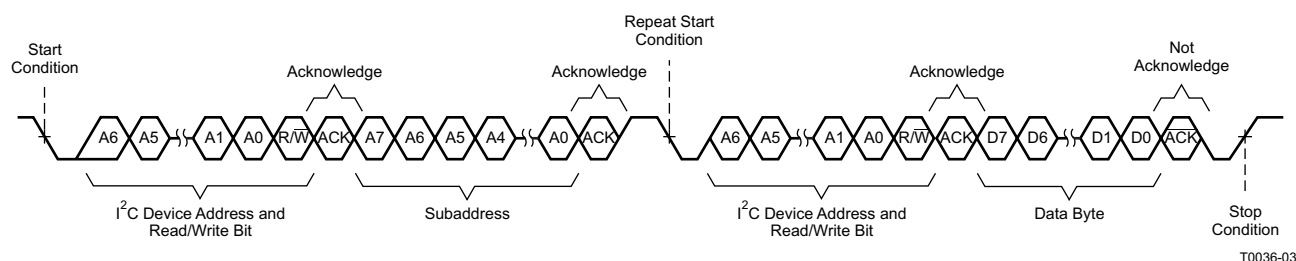 Repeat Start
Condition
Start
Condition
Not
Acknowledge
Acknowledge
Acknowledge
Acknowledge
A6 A5 A1 A0 R/W̅ ACK A7 A6 A5 A4 A0 ACK A6 A5 A1 A0 R/W̅ ACK D7 D6 D1 D0 A̅C̅K̅
I²C Device Address and
Read/Write Bit
Subaddress
I²C Device Address and
Read/Write Bit
Data Byte
Stop
Condition
T0036-03